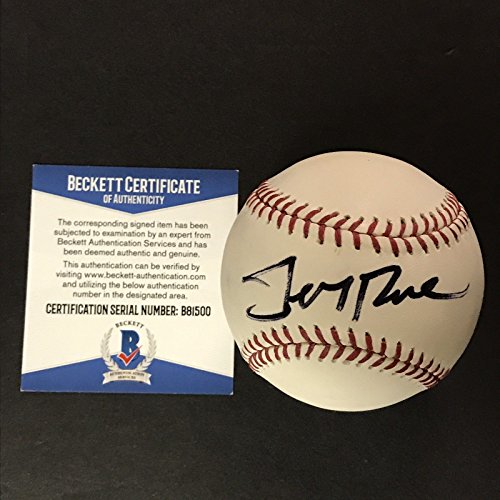 BECKETT CERTIFICATE
OF AUTHENTICITY
The corresponding signed item has been
subjected to examination by an expert from
Beckett Authentication Services and has
been deemed authentic and genuine.
This authentication can be verified by
visiting www.beckett-authentication.com
and utilizing the below authentication
number in the designated area.
CERTIFICATION SERIAL NUMBER: B81500
BECKETT
B